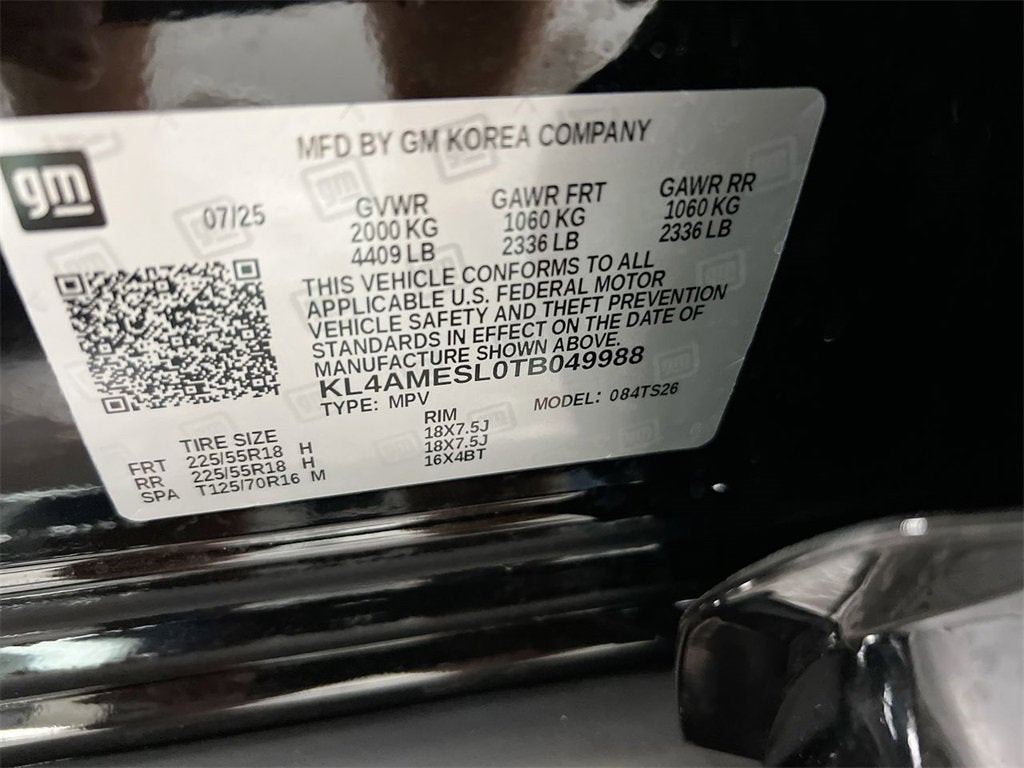 MFD BY GM KOREA COMPANY
gm
07/25
GVWR GAWR FRT GAWR RR
2000 KG 1060 KG 1060 KG
4409 LB 2336 LB 2336 LB
THIS VEHICLE CONFORMS TO ALL
APPLICABLE U.S. FEDERAL MOTOR
VEHICLE SAFETY AND THEFT PREVENTION
STANDARDS IN EFFECT ON THE DATE OF
MANUFACTURE SHOWN ABOVE.
KL4AMESL0TB049988
TYPE: MPV MODEL: 084TS26
TIRE SIZE RIM
FRT 225/55R18 H 18X7.5J
RR 225/55R18 H 18X7.5J
SPA T125/70R16 M 16X4BT